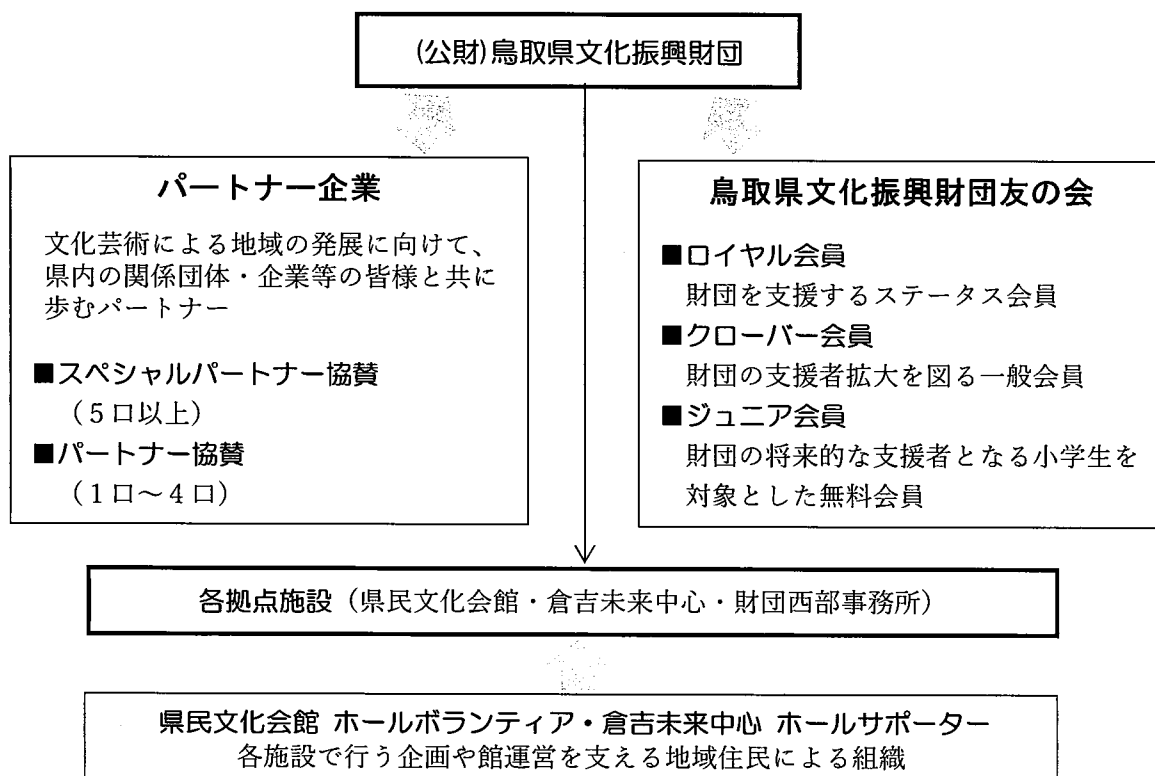 (公財)鳥取県文化振興財団
パートナー企業
文化芸術による地域の発展に向けて、
県内の関係団体・企業等の皆様と共に
歩むパートナー
■スペシャルパートナー協賛
(5口以上)
■パートナー協賛
(1口~4口)
鳥取県文化振興財団友の会
■ロイヤル会員
財団を支援するステータス会員
■クローバー会員
財団の支援者拡大を図る一般会員
■ジュニア会員
財団の将来的な支援者となる小学生を
対象とした無料会員
各拠点施設(県民文化会館・倉吉未来中心・財団西部事務所)
県民文化会館 ホールボランティア・倉吉未来中心 ホールサポーター
各施設で行う企画や館運営を支える地域住民による組織